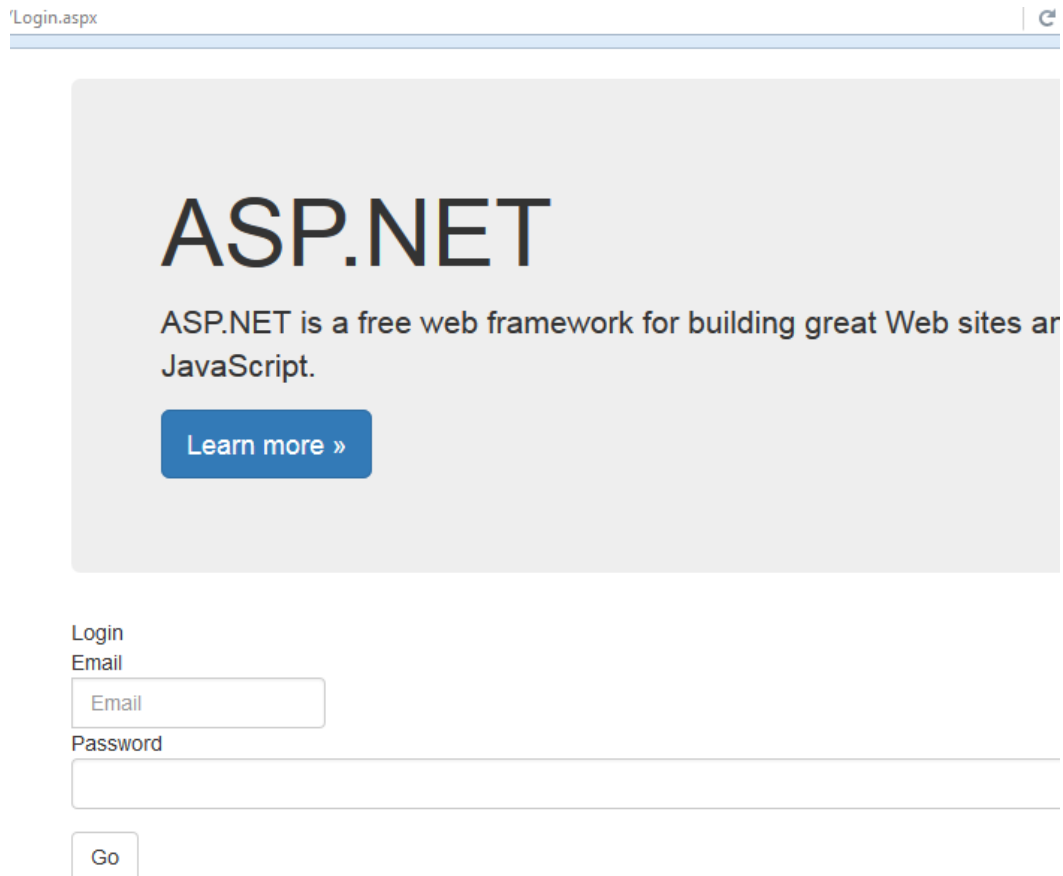 /Login.aspx
ASP.NET
ASP.NET is a free web framework for building great Web sites
JavaScript.
Learn more »
Login
Email
Email
Password
Go